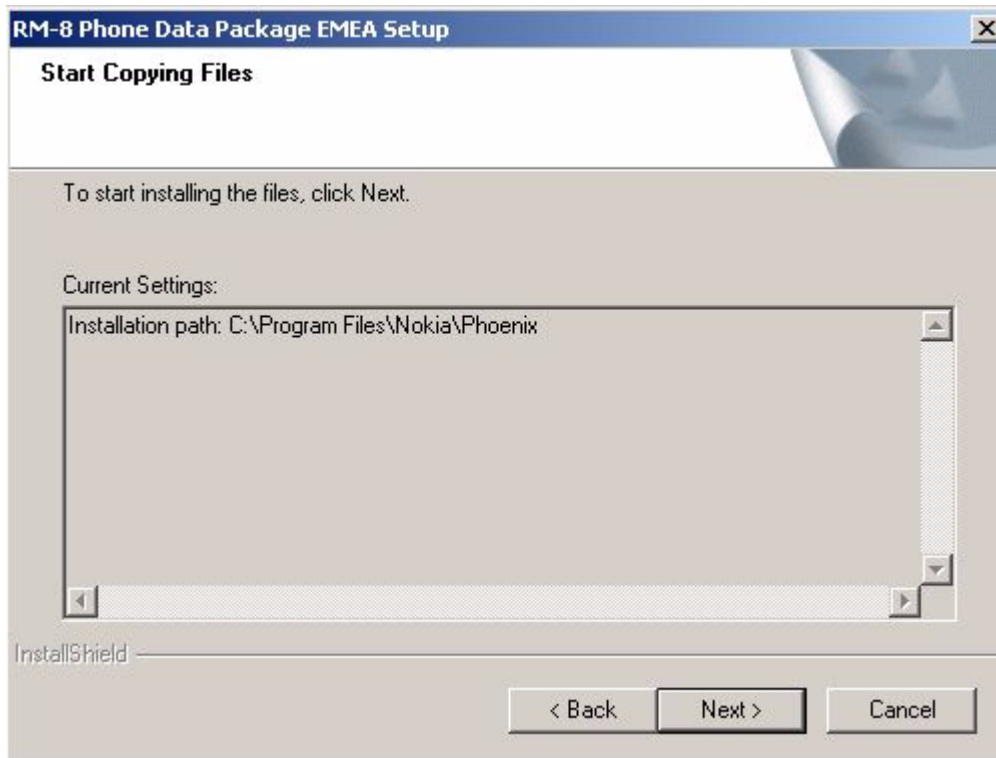 RM-8 Phone Data Package EMEA Setup
Start Copying Files
To start installing the files, click Next.
Current Settings:
Installation path: C:\Program Files\Nokia\Phoenix
InstallShield
< Back Next > Cancel